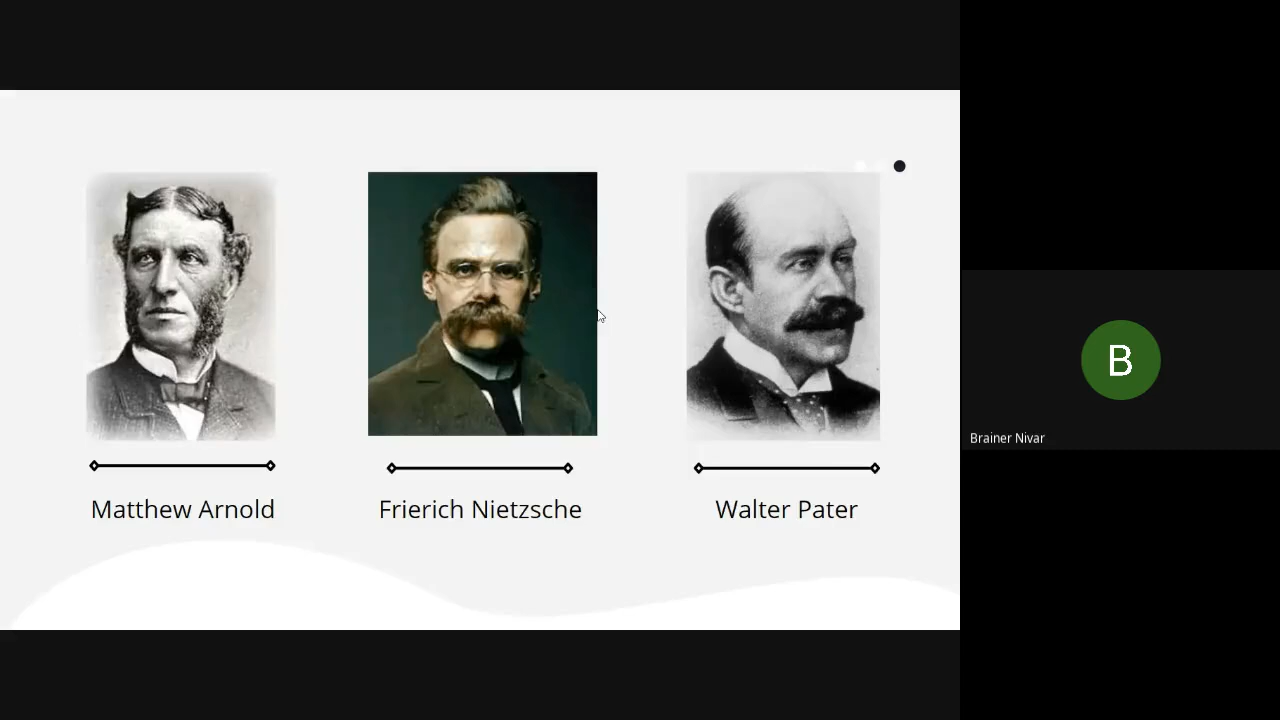 Matthew Arnold
Frierich Nietzsche
Walter Pater
B
Brainer Nivar